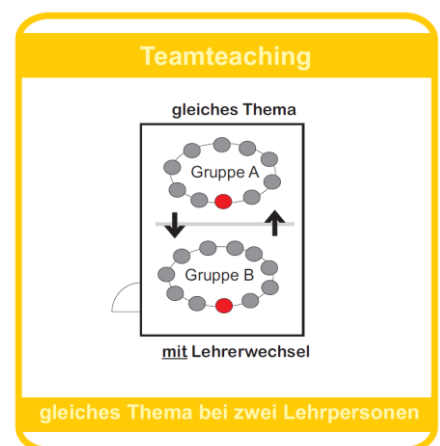 Teamteaching
gleiches Thema
Gruppe A
Gruppe B
mit Lehrerwechsel
gleiches Thema bei zwei Lehrpersonen